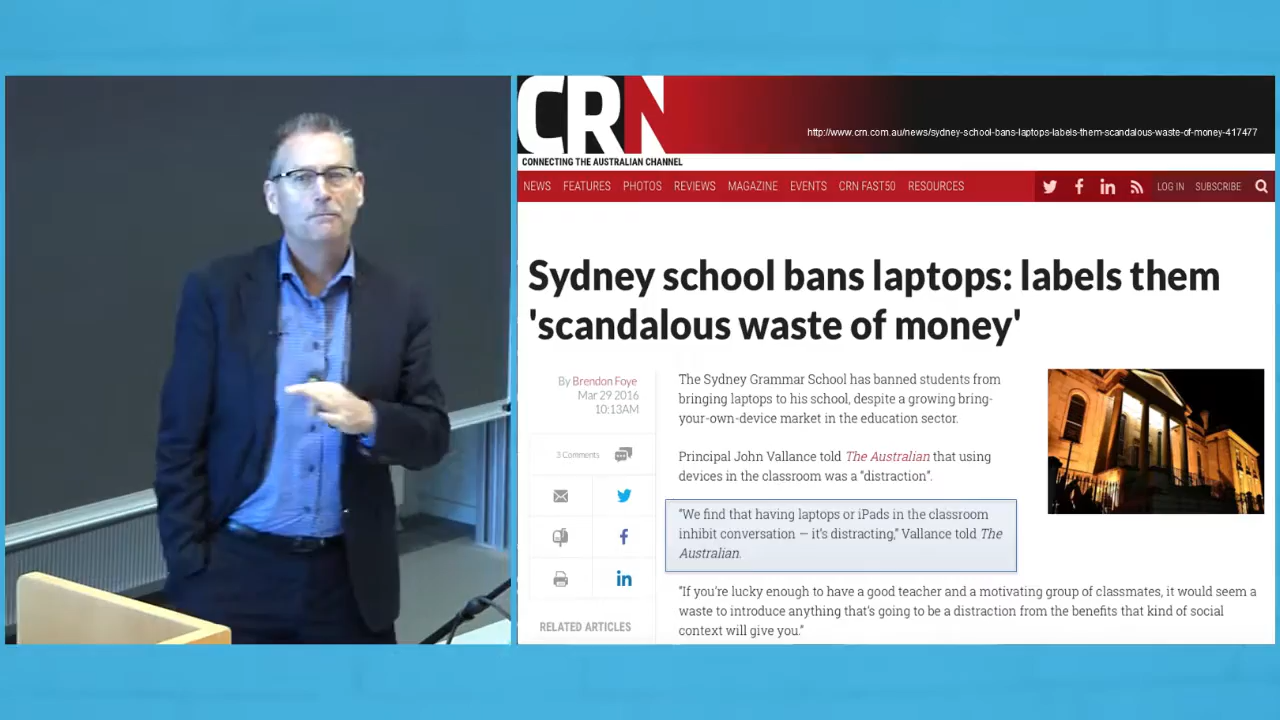 CRN
CONNECTING THE AUSTRALIAN CHANNEL
http://www.crn.com.au/news/sydney-school-bans-laptops-labels-them-scandalous-waste-of-money-417477
NEWS FEATURES PHOTOS REVIEWS MAGAZINE EVENTS CRN FAST50 RESOURCES LOG IN SUBSCRIBE
Sydney school bans laptops: labels them
'scandalous waste of money'
By Brendon Foye
Mar 29 2016
10:13AM
3 Comments
RELATED ARTICLES
The Sydney Grammar School has banned students from
bringing laptops to his school, despite a growing bring-
your-own-device market in the education sector.
Principal John Vallance told The Australian that using
devices in the classroom was a “distraction”.
“We find that having laptops or iPads in the classroom
inhibit conversation — it’s distracting,” Vallance told The
Australian.
“If you’re lucky enough to have a good teacher and a motivating group of classmates, it would seem a
waste to introduce anything that’s going to be a distraction from the benefits that kind of social
context will give you.”